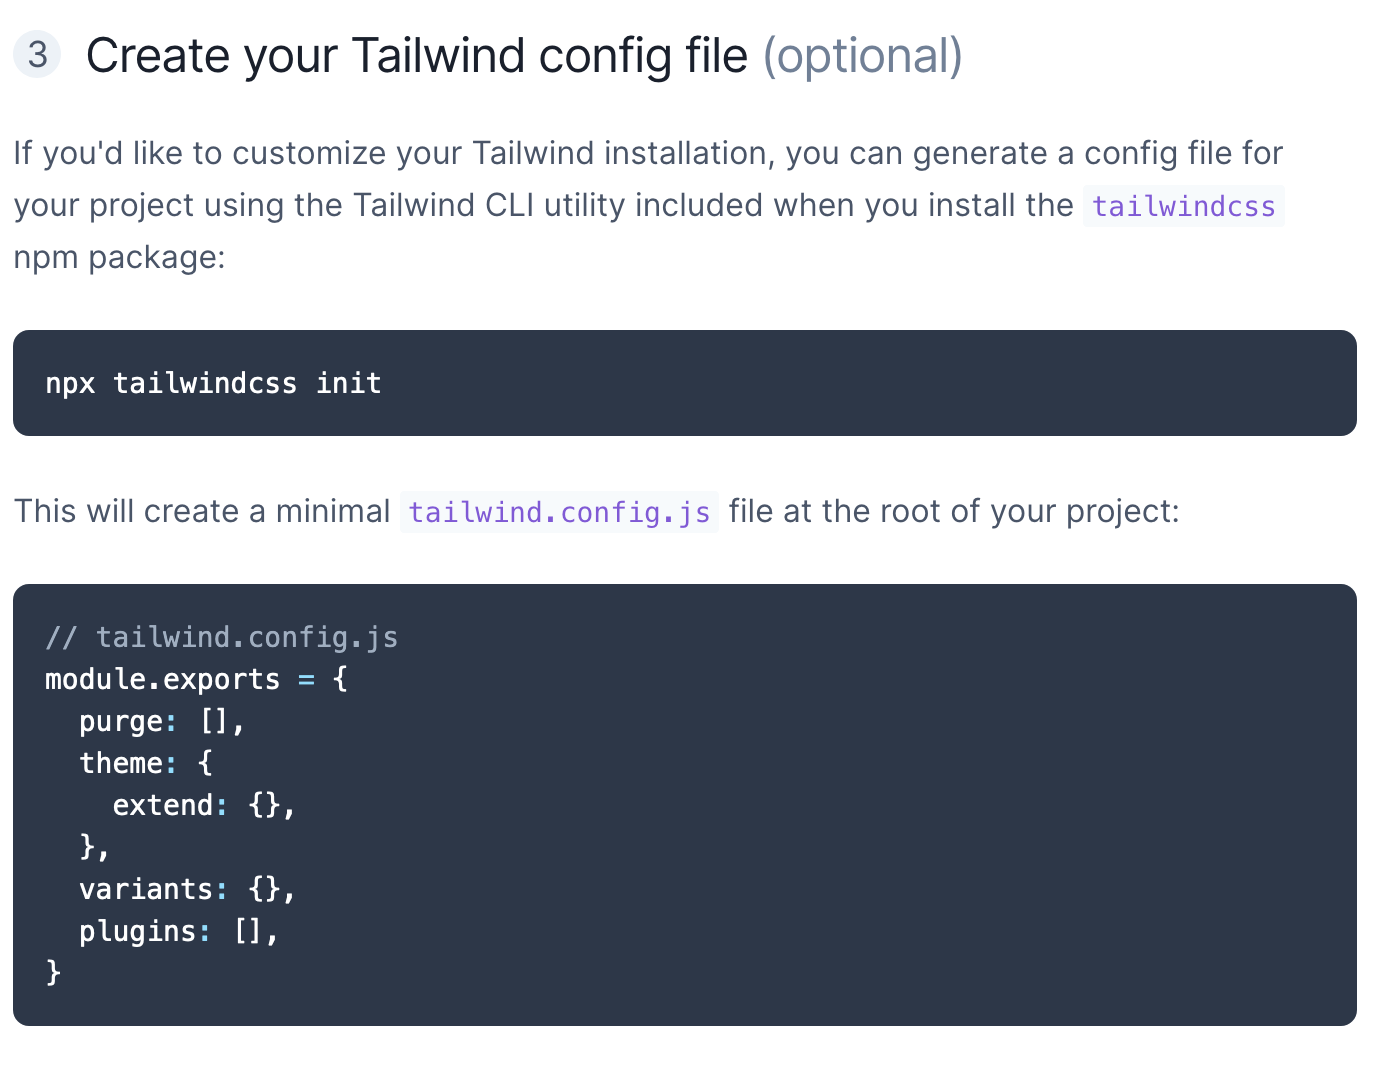 3 Create your Tailwind config file (optional)
If you'd like to customize your Tailwind installation, you can generate a config file for
your project using the Tailwind CLI utility included when you install the tailwindcss
npm package:
npx tailwindcss init
This will create a minimal tailwind.config.js file at the root of your project:
// tailwind.config.js
module.exports = {
  purge: [],
  theme: {
    extend: {},
  },
  variants: {},
  plugins: [],
}